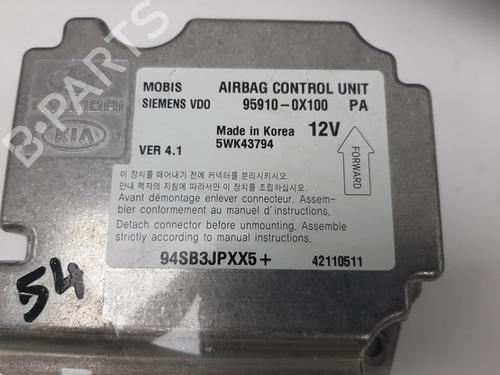 MOBIS AIRBAG CONTROL UNIT
SIEMENS VDO 95910-0X100 PA
Made in Korea 12V
VER 4.1 5WK43794
FORWARD
이 장치를 떼어내기 전에 커넥터를 분리시키시오.
안내 책자의 지침에 따라서만 이 장치를 조립하십시오.
Avant démontage enlever connecteur. Assem-
bler conformement au manuel d'instructions.
Detach connector before unmounting. Assemble
strictly according to manual instructions.
94SB3JPXX5+ 42110511
HYUNDAI
KIA
54
B-PARTS